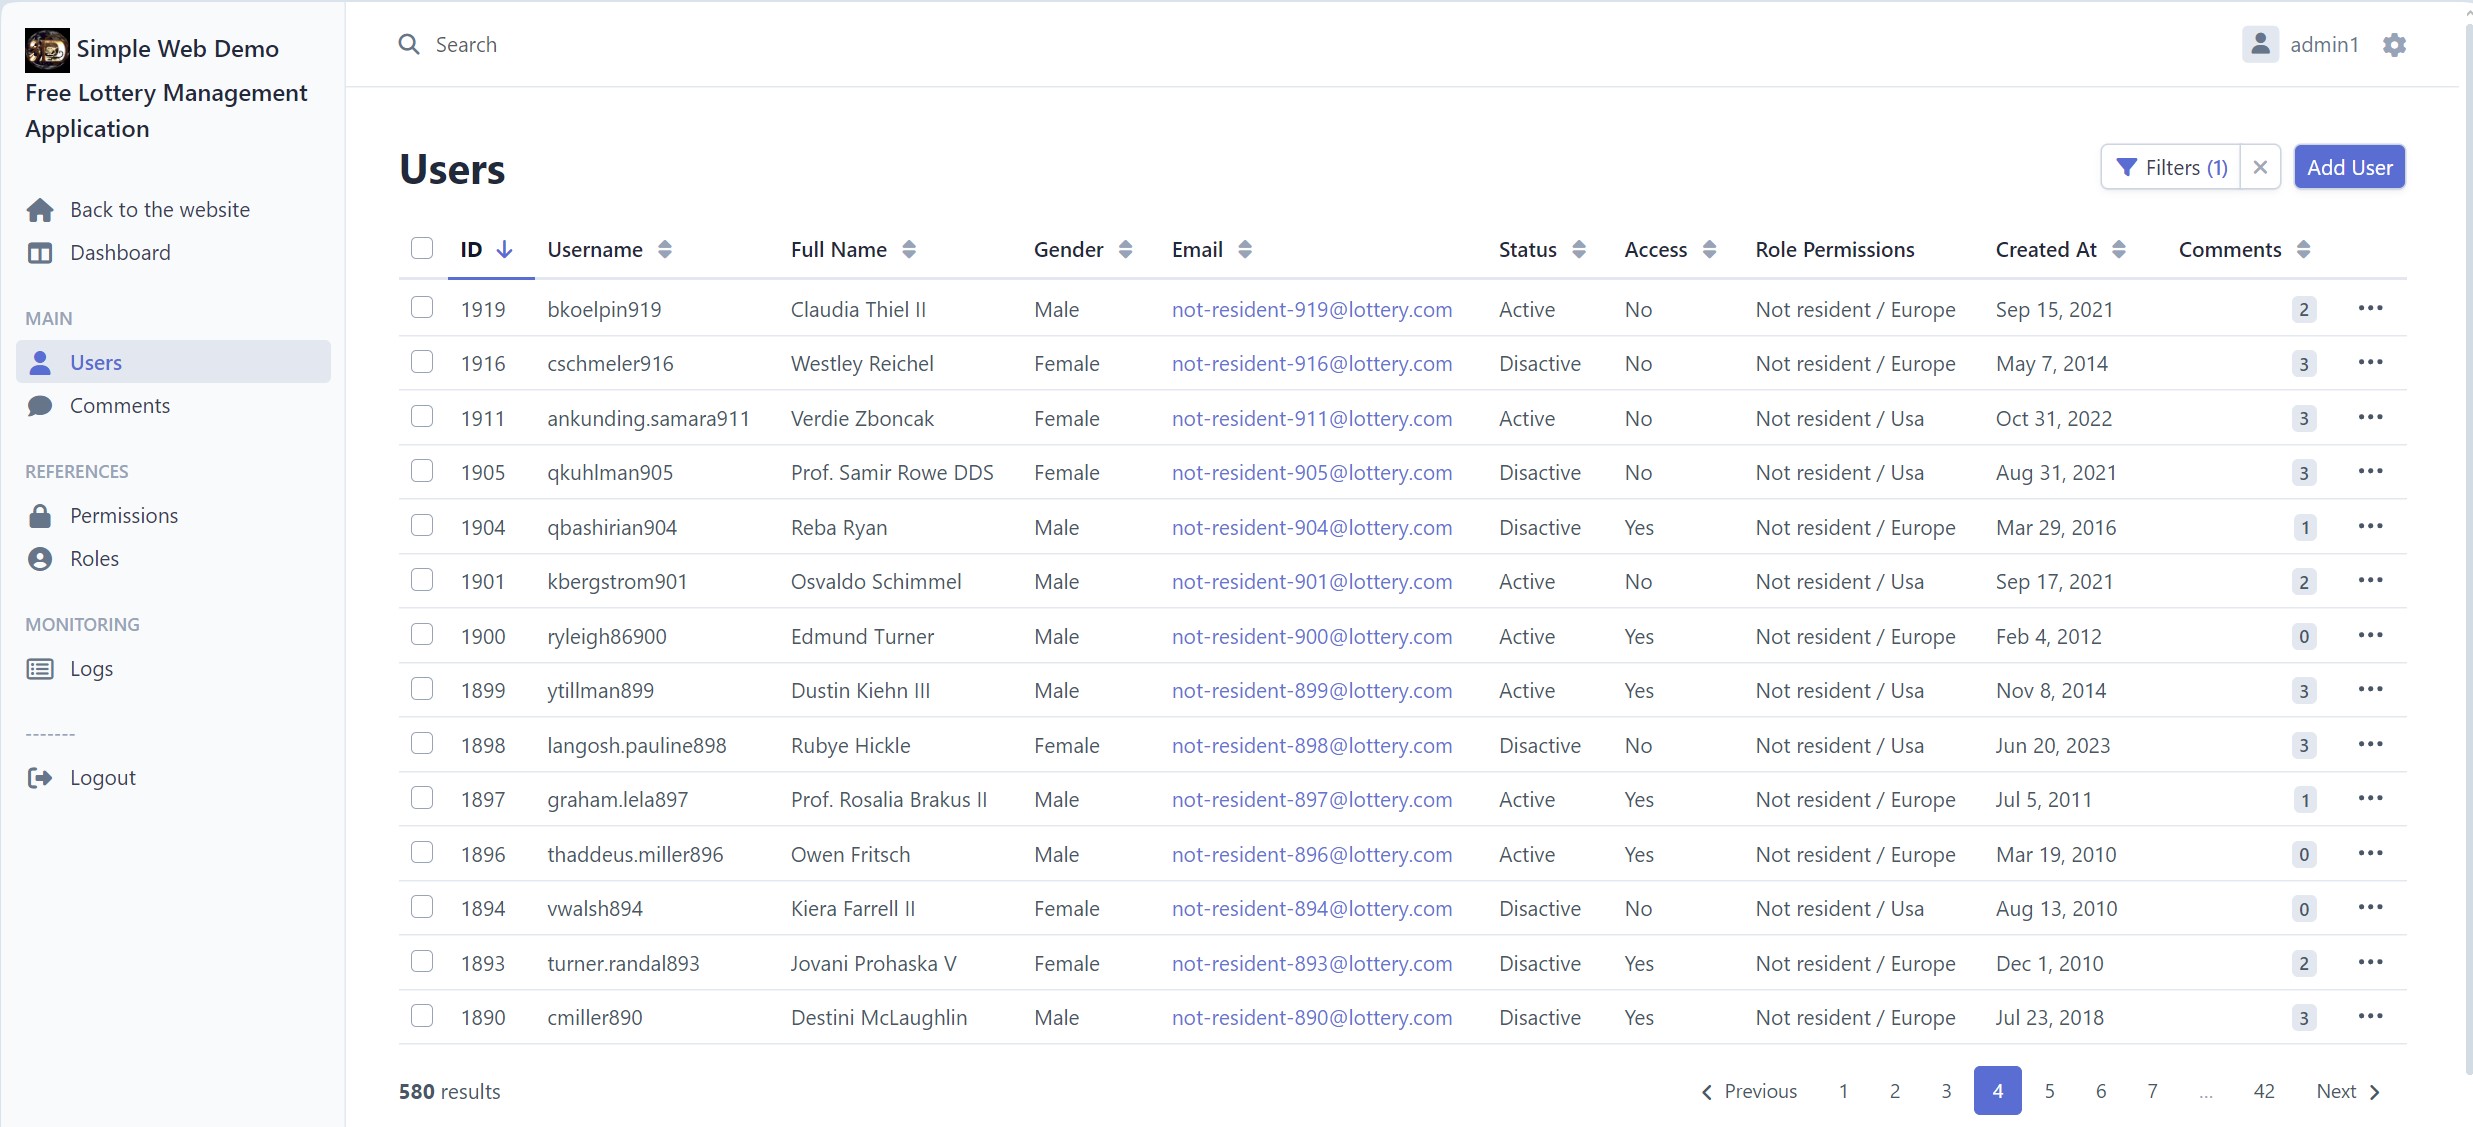 Simple Web Demo
Free Lottery Management
Application
Back to the website
Dashboard
MAIN
Users
Comments
REFERENCES
Permissions
Roles
MONITORING
Logs
-------
Logout
Search
admin1
Users
Filters (1)
Add User
ID Username Full Name Gender Email Status Access Role Permissions Created At Comments
1919 bkoelpin919 Claudia Thiel II Male not-resident-919@lottery.com Active No Not resident / Europe Sep 15, 2021 2 ...
1916 cschmeler916 Westley Reichel Female not-resident-916@lottery.com Disactive No Not resident / Europe May 7, 2014 3 ...
1911 ankunding.samara911 Verdie Zboncak Female not-resident-911@lottery.com Active No Not resident / Usa Oct 31, 2022 3 ...
1905 qkuhlman905 Prof. Samir Rowe DDS Female not-resident-905@lottery.com Disactive No Not resident / Usa Aug 31, 2021 3 ...
1904 qbashirian904 Reba Ryan Male not-resident-904@lottery.com Disactive Yes Not resident / Europe Mar 29, 2016 1 ...
1901 kbergstrom901 Osvaldo Schimmel Male not-resident-901@lottery.com Active No Not resident / Usa Sep 17, 2021 2 ...
1900 ryleigh86900 Edmund Turner Male not-resident-900@lottery.com Active Yes Not resident / Europe Feb 4, 2012 0 ...
1899 ytillman899 Dustin Kiehn III Male not-resident-899@lottery.com Active Yes Not resident / Usa Nov 8, 2014 3 ...
1898 langosh.pauline898 Rubye Hickle Female not-resident-898@lottery.com Disactive No Not resident / Usa Jun 20, 2023 3 ...
1897 graham.lela897 Prof. Rosalia Brakus II Male not-resident-897@lottery.com Active Yes Not resident / Europe Jul 5, 2011 1 ...
1896 thaddeus.miller896 Owen Fritsch Male not-resident-896@lottery.com Active Yes Not resident / Europe Mar 19, 2010 0 ...
1894 vwalsh894 Kiera Farrell II Female not-resident-894@lottery.com Disactive No Not resident / Usa Aug 13, 2010 0 ...
1893 turner.randal893 Jovani Prohaska V Female not-resident-893@lottery.com Disactive Yes Not resident / Europe Dec 1, 2010 2 ...
1890 cmiller890 Destini McLaughlin Male not-resident-890@lottery.com Disactive Yes Not resident / Europe Jul 23, 2018 3 ...
580 results
Previous 1 2 3 4 5 6 7 ... 42 Next